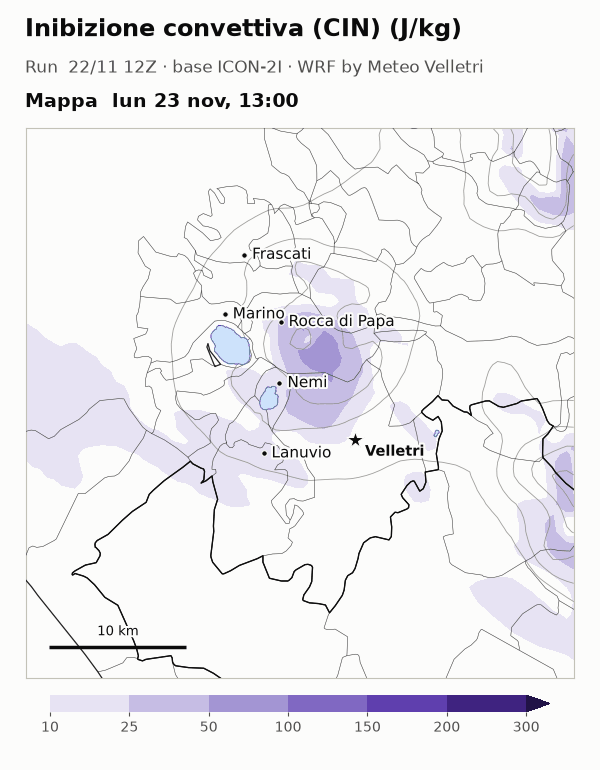 Inibizione convettiva (CIN) (J/kg)
Run  22/11 12Z · base ICON-2I · WRF by Meteo Velletri
Mappa  lun 23 nov, 13:00
Frascati
Marino
Rocca di Papa
Nemi
Velletri
Lanuvio
10 km
10 25 50 100 150 200 300